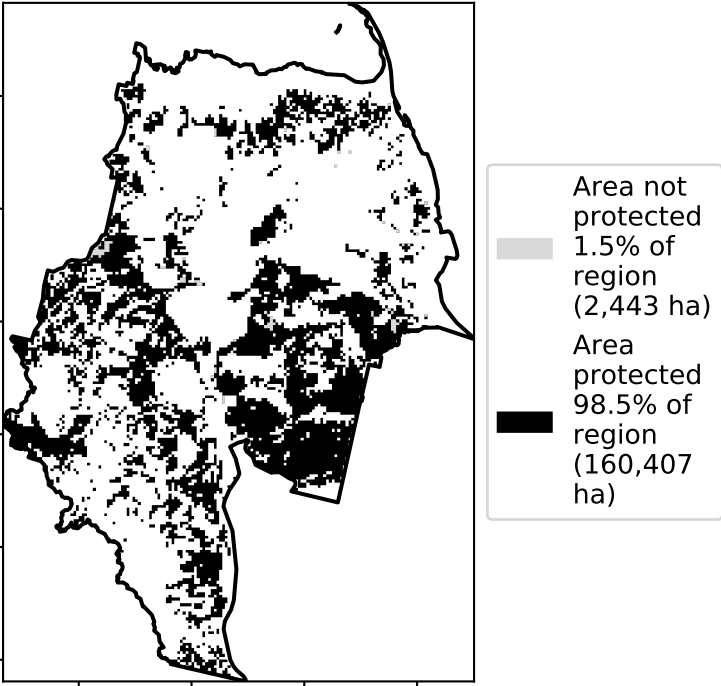 Area not
protected
1.5% of
region
(2,443 ha)
Area
protected
98.5% of
region
(160,407
ha)